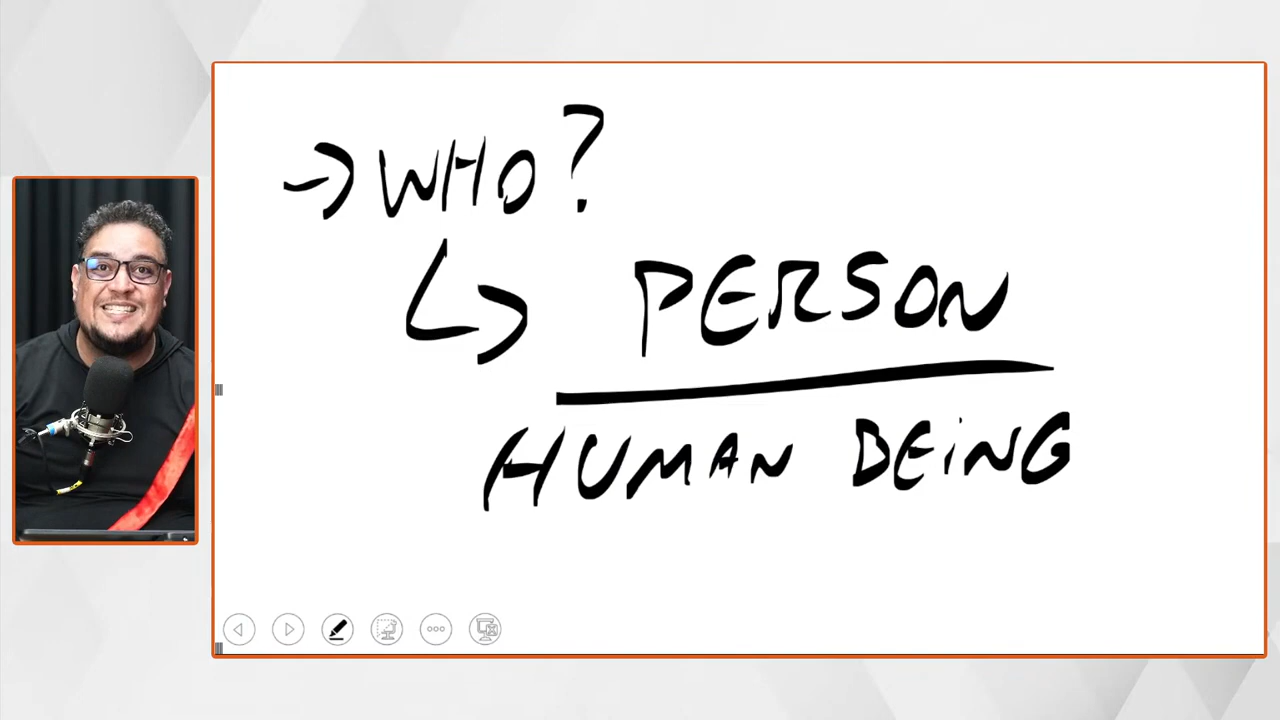 → WHO?
↳ PERSON
HUMAN BEING